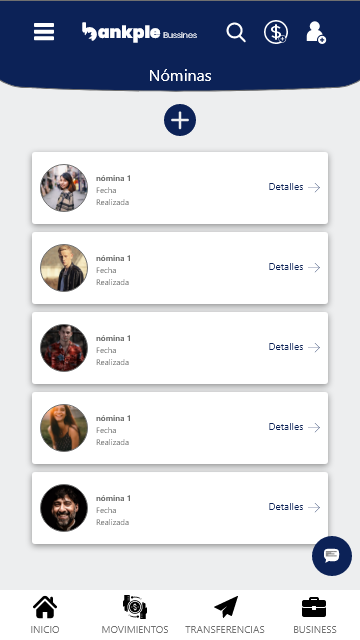 bankple Bussines
Nóminas
nómina 1
Fecha
Realizada
Detalles
nómina 1
Fecha
Realizada
Detalles
nómina 1
Fecha
Realizada
Detalles
nómina 1
Fecha
Realizada
Detalles
nómina 1
Fecha
Realizada
Detalles
INICIO MOVIMIENTOS TRANSFERENCIAS BUSINESS